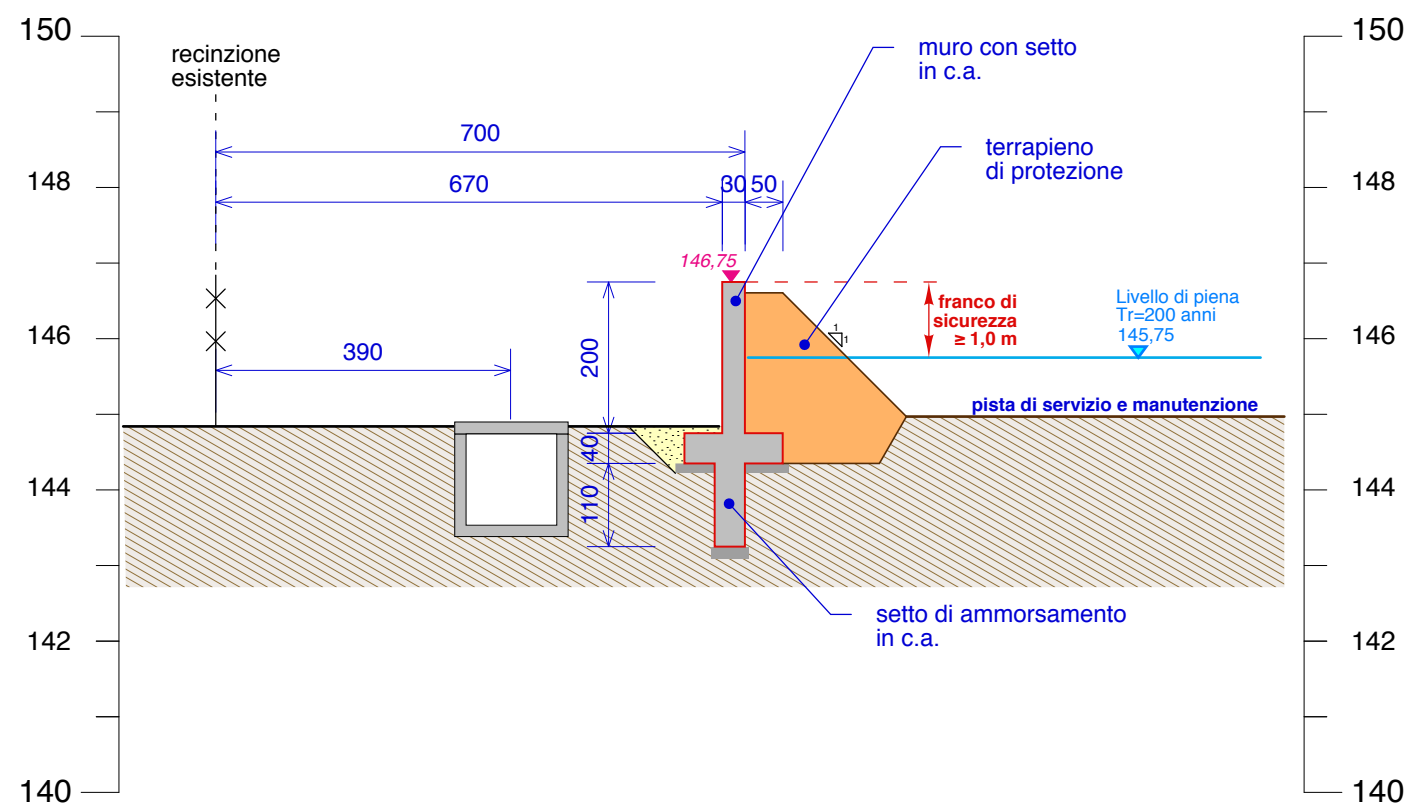 150
150
recinzione
esistente
muro con setto
in c.a.
700
terrapieno
di protezione
148
670
30
50
148
146,75
franco di
sicurezza
≥ 1,0 m
Livello di piena
Tr=200 anni
145,75
1
1
146
390
200
146
pista di servizio e manutenzione
40
144
110
144
setto di ammorsamento
in c.a.
142
142
140
140